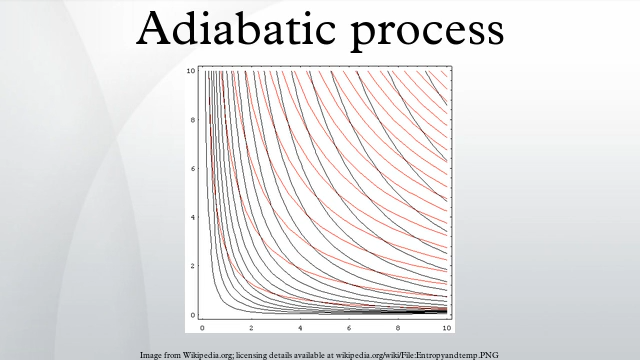 Adiabatic process
10
8
6
4
2
0
0 2 4 6 8 10
Image from Wikipedia.org; licensing details available at wikipedia.org/wiki/File:Entropyandtemp.PNG